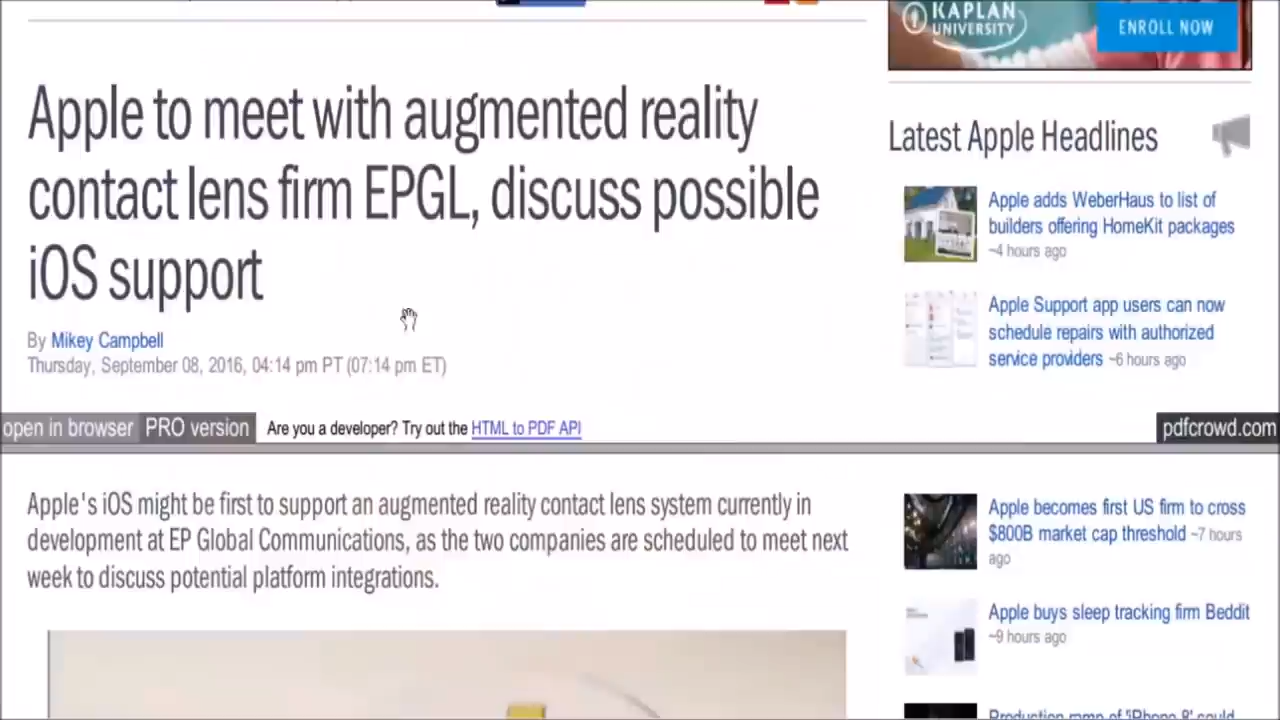 KAPLAN
UNIVERSITY
ENROLL NOW
Apple to meet with augmented reality
contact lens firm EPGL, discuss possible
iOS support
By Mikey Campbell
Thursday, September 08, 2016, 04:14 pm PT (07:14 pm ET)
Latest Apple Headlines
Apple adds WeberHaus to list of
builders offering HomeKit packages
~4 hours ago
Apple Support app users can now
schedule repairs with authorized
service providers ~6 hours ago
open in browser PRO version Are you a developer? Try out the HTML to PDF API
pdfcrowd.com
Apple's iOS might be first to support an augmented reality contact lens system currently in
development at EP Global Communications, as the two companies are scheduled to meet next
week to discuss potential platform integrations.
Apple becomes first US firm to cross
$800B market cap threshold ~7 hours
ago
Apple buys sleep tracking firm Beddit
~9 hours ago
Production ramp of 'iPhone 8' could